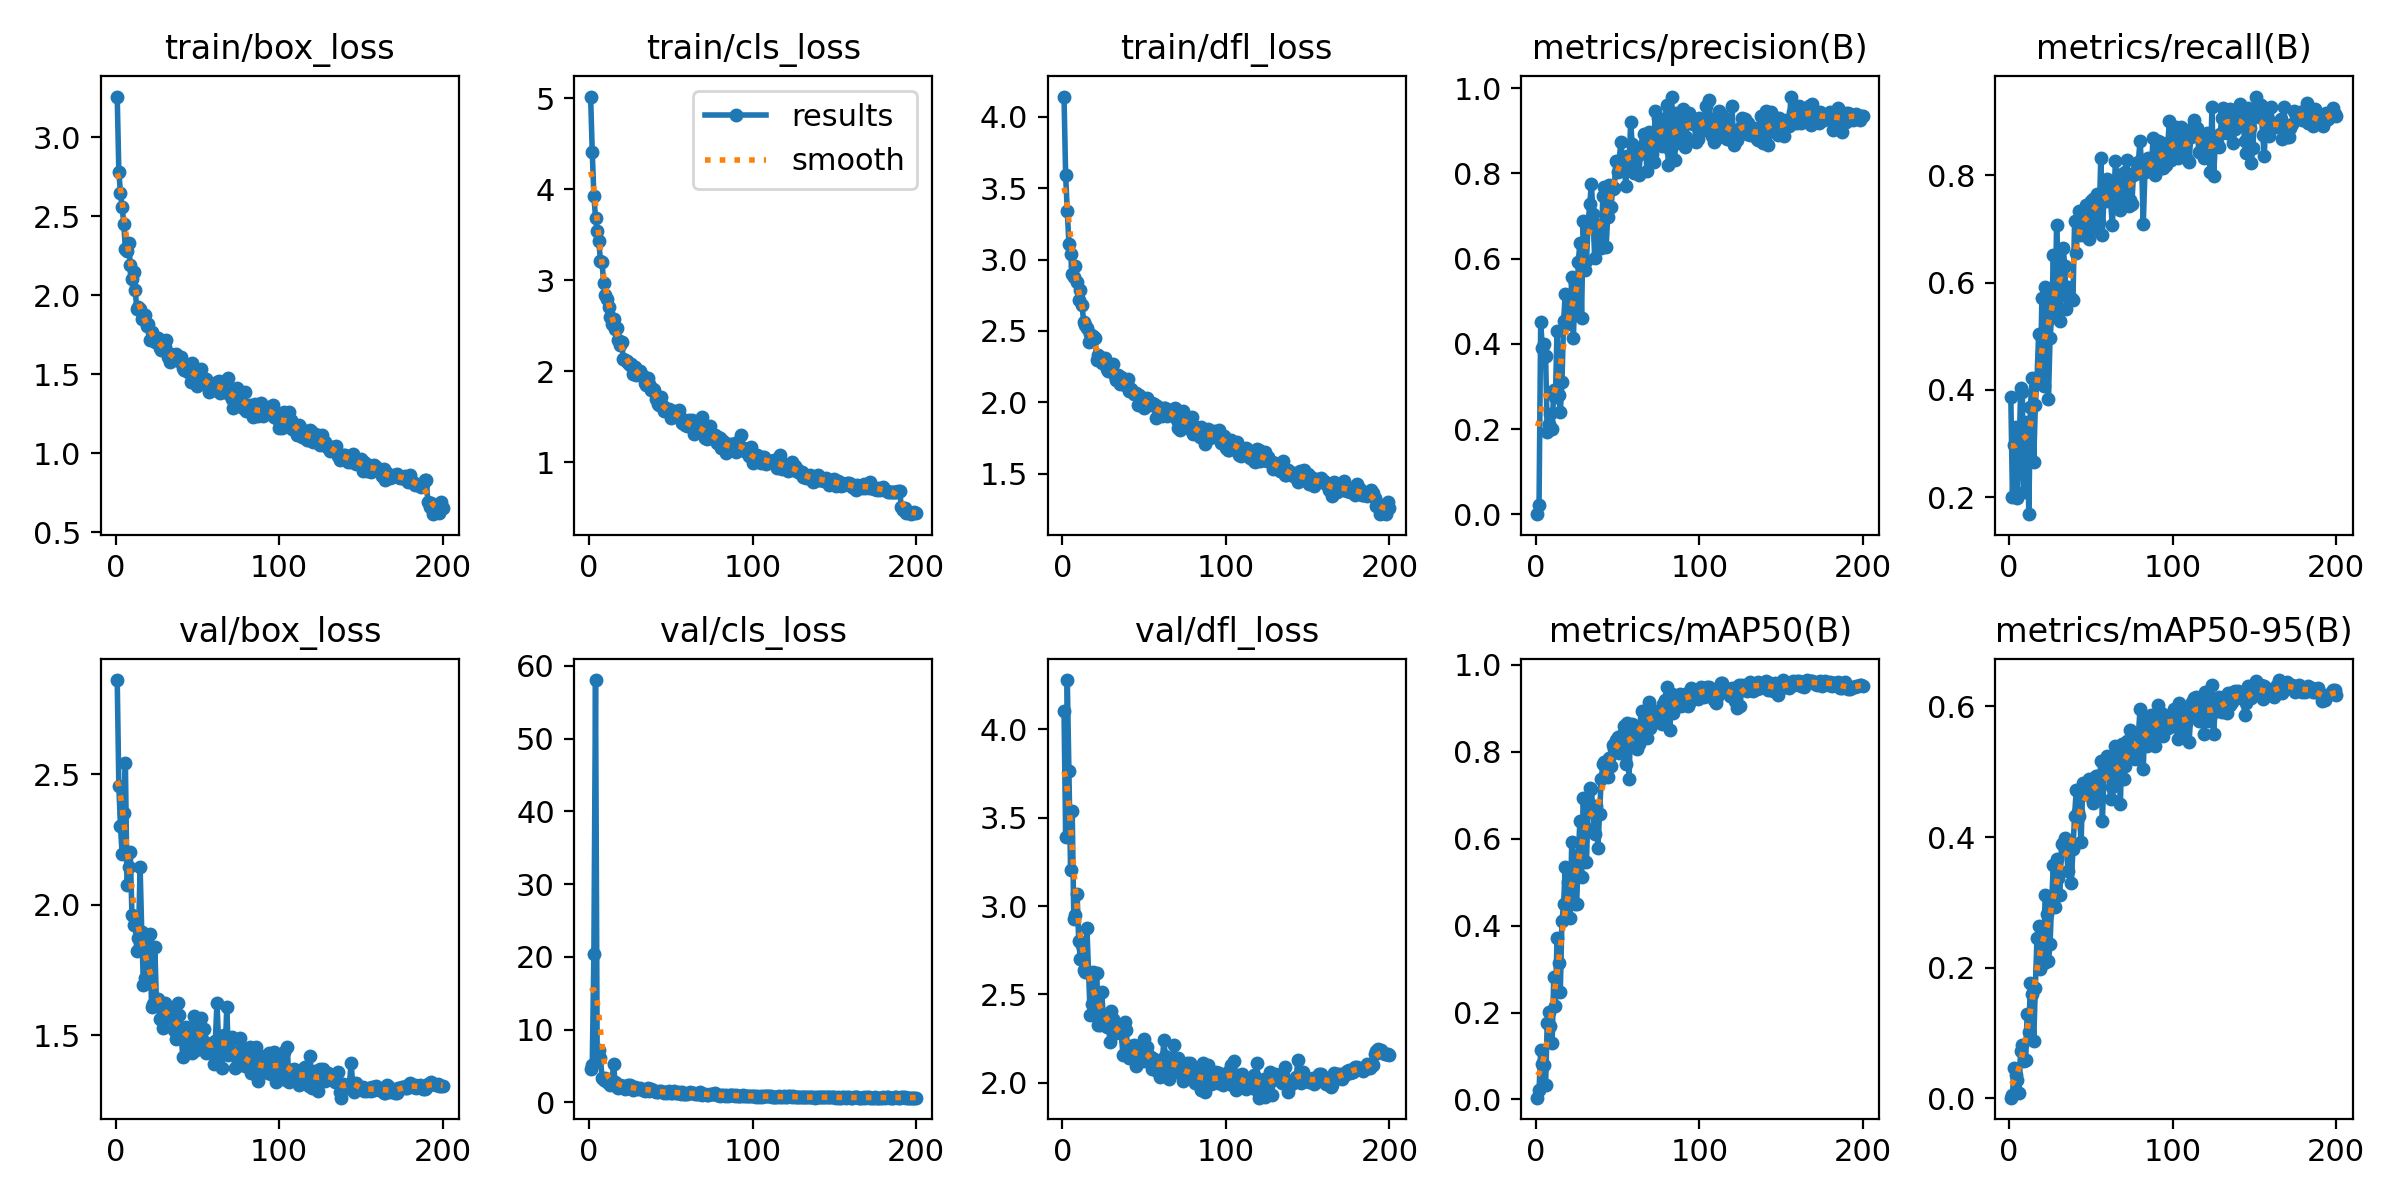 train/box_loss
3.0
2.5
2.0
1.5
1.0
0.5
0 100 200
train/cls_loss
results
smooth
5
4
3
2
1
0 100 200
train/dfl_loss
4.0
3.5
3.0
2.5
2.0
1.5
0 100 200
metrics/precision(B)
1.0
0.8
0.6
0.4
0.2
0.0
0 100 200
metrics/recall(B)
0.8
0.6
0.4
0.2
0 100 200
val/box_loss
2.5
2.0
1.5
0 100 200
val/cls_loss
60
50
40
30
20
10
0
0 100 200
val/dfl_loss
4.0
3.5
3.0
2.5
2.0
0 100 200
metrics/mAP50(B)
1.0
0.8
0.6
0.4
0.2
0.0
0 100 200
metrics/mAP50-95(B)
0.6
0.4
0.2
0.0
0 100 200